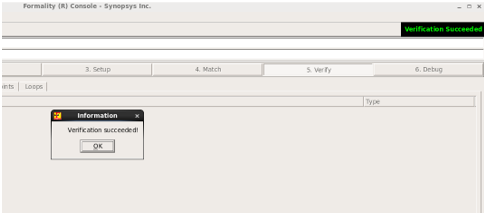 Formality (R) Console - Synopsys Inc.
Verification Succeeded
3. Setup 4. Match 5. Verify 6. Debug
Loops
Type
Information
Verification succeeded!
OK